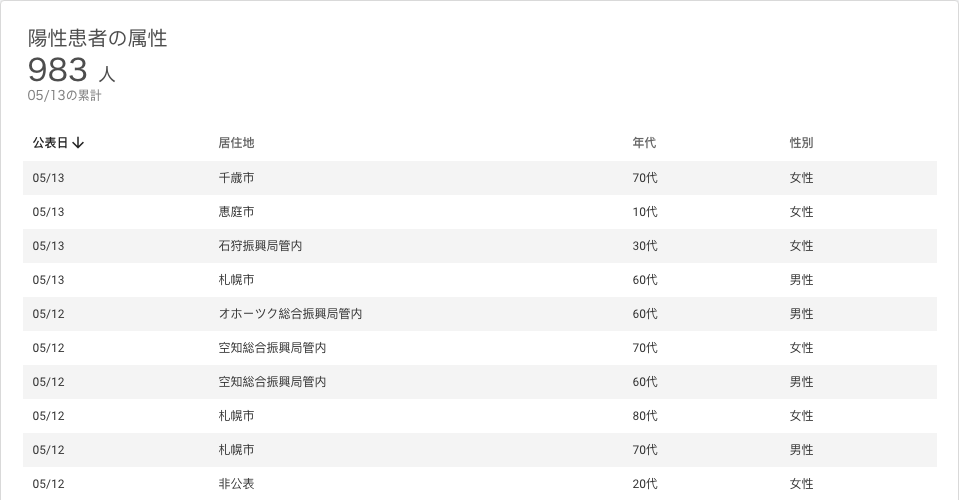 陽性患者の属性
983 人
05/13の累計
公表日↓ 居住地 年代 性別
05/13 千歳市 70代 女性
05/13 恵庭市 10代 女性
05/13 石狩振興局管内 30代 女性
05/13 札幌市 60代 男性
05/12 オホーツク総合振興局管内 60代 男性
05/12 空知総合振興局管内 70代 女性
05/12 空知総合振興局管内 60代 男性
05/12 札幌市 80代 女性
05/12 札幌市 70代 男性
05/12 非公表 20代 女性